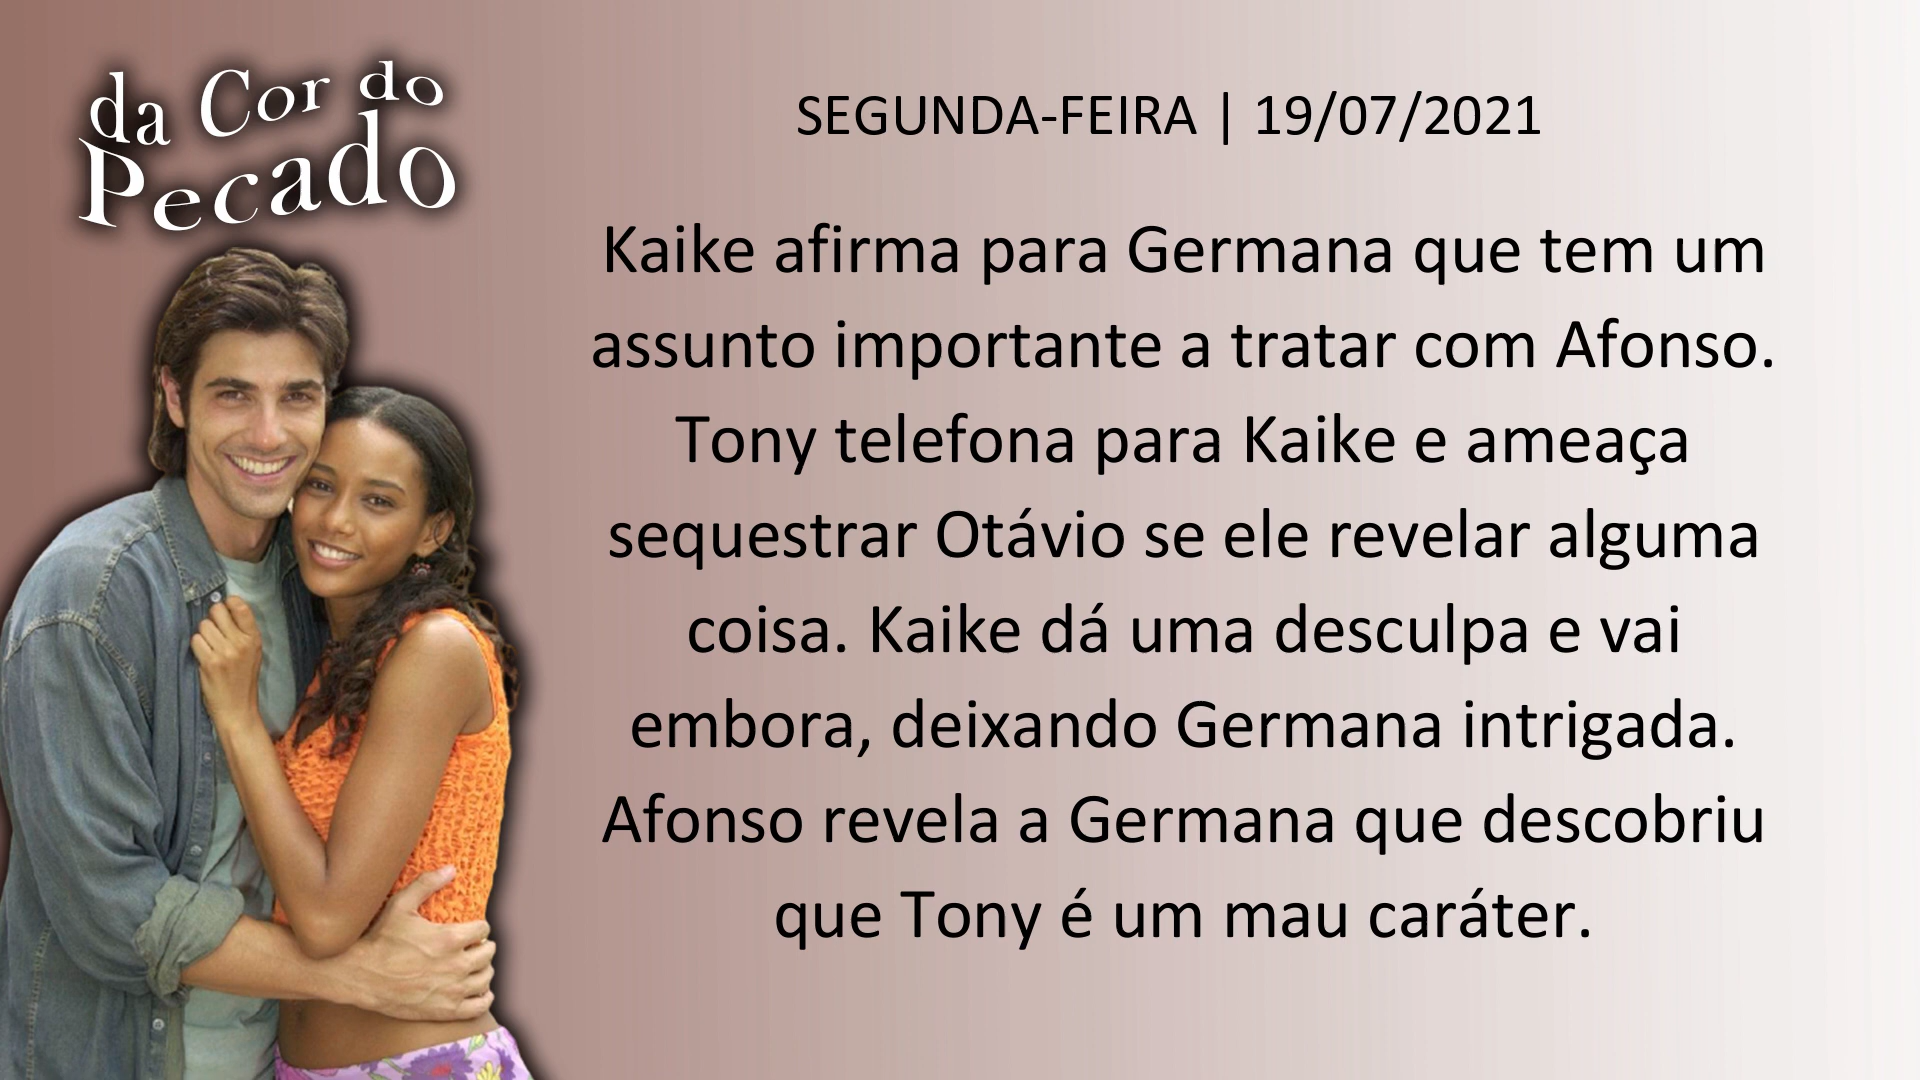 da Cor do
Pecado
SEGUNDA-FEIRA | 19/07/2021
Kaike afirma para Germana que tem um
assunto importante a tratar com Afonso.
Tony telefona para Kaike e ameaça
sequestrar Otávio se ele revelar alguma
coisa. Kaike dá uma desculpa e vai
embora, deixando Germana intrigada.
Afonso revela a Germana que descobriu
que Tony é um mau caráter.